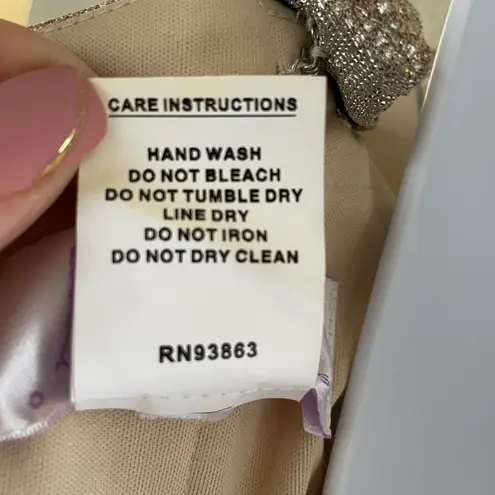 CARE INSTRUCTIONS
HAND WASH
DO NOT BLEACH
DO NOT TUMBLE DRY
LINE DRY
DO NOT IRON
DO NOT DRY CLEAN
RN93863